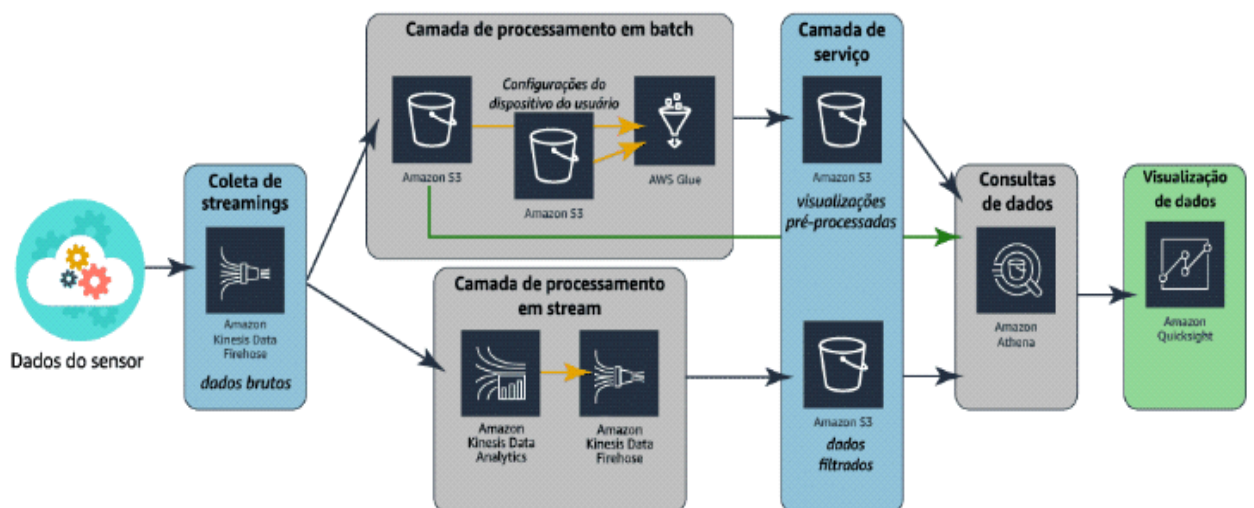 Camada de processamento em batch
Configurações do
dispositivo do usuário
Amazon S3
Amazon S3
AWS Glue
Camada de
serviço
Amazon S3
visualizações
pré-processadas
Coleta de
streamings
Amazon
Kinesis Data
Firehose
dados brutos
Dados do sensor
Camada de processamento
em stream
Amazon
Kinesis Data
Analytics
Amazon
Kinesis Data
Firehose
Amazon S3
dados
filtrados
Consultas
de dados
Amazon
Athena
Visualização
de dados
Amazon
Quicksight